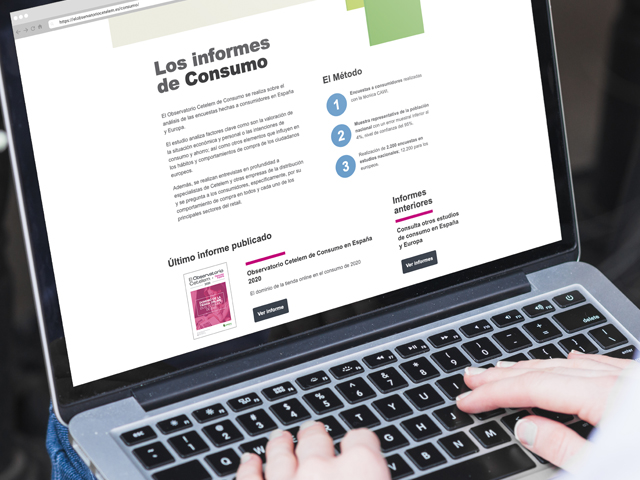 https://elobservatoriocetelem.es/consumo/
Los informes
de Consumo
El Observatorio Cetelem de Consumo se realiza sobre el
análisis de las encuestas hechas a consumidores en España
y Europa.
El estudio analiza factores clave como son la valoración de
la situación económica y personal o las intenciones de
consumo y ahorro, así como otros elementos que influyen en
los hábitos y comportamientos de compra de los ciudadanos
europeos.
Además, se realizan entrevistas en profundidad a
especialistas de Cetelem y otras empresas de la distribución
y se pregunta a los consumidores, específicamente, por su
comportamiento de compra en todos y cada uno de los
principales sectores del retail.
El Método
1
Encuestas a consumidores realizadas
con la técnica CAWI.
2
Muestra representativa de la población
nacional con un error muestral inferior al
4%, nivel de confianza del 95%.
3
Realización de 2.200 encuestas en
estudios nacionales; 12.200 para los
europeos.
Último informe publicado
El Observatorio
Cetelem
Observatorio Cetelem de Consumo en España
2020
El dominio de la tienda online en el consumo de 2020
Ver informe
Informes
anteriores
Consulta otros estudios
de consumo en España
y Europa
Ver informes
esc
delete